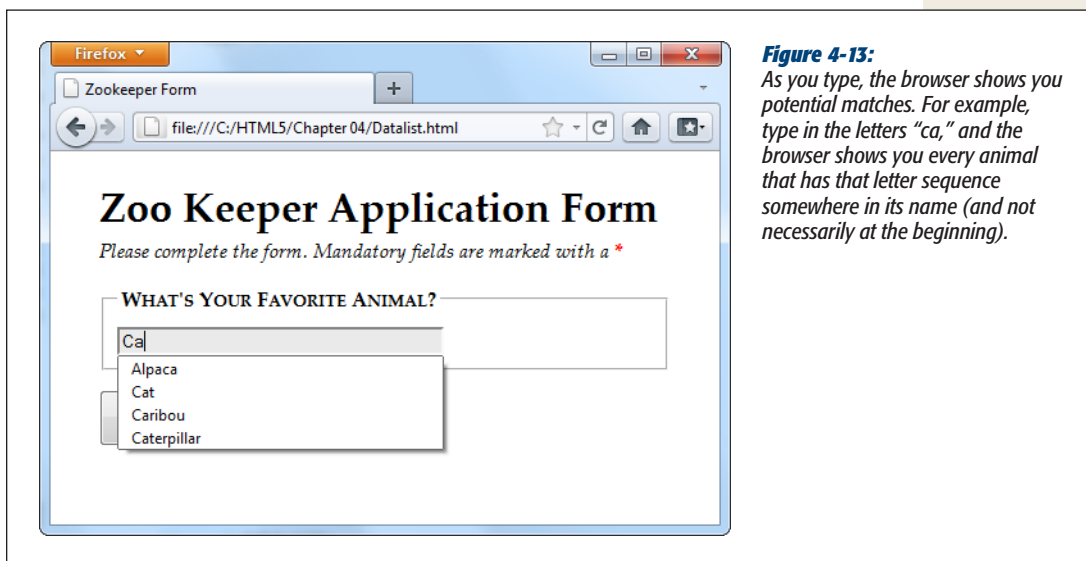 Firefox
Zookeeper Form
file:///C:/HTML5/Chapter 04/Datalist.html
Zoo Keeper Application Form
Please complete the form. Mandatory fields are marked with a *
WHAT'S YOUR FAVORITE ANIMAL?
Ca
Alpaca
Cat
Caribou
Caterpillar
Figure 4-13:
As you type, the browser shows you
potential matches. For example,
type in the letters “ca,” and the
browser shows you every animal
that has that letter sequence
somewhere in its name (and not
necessarily at the beginning).